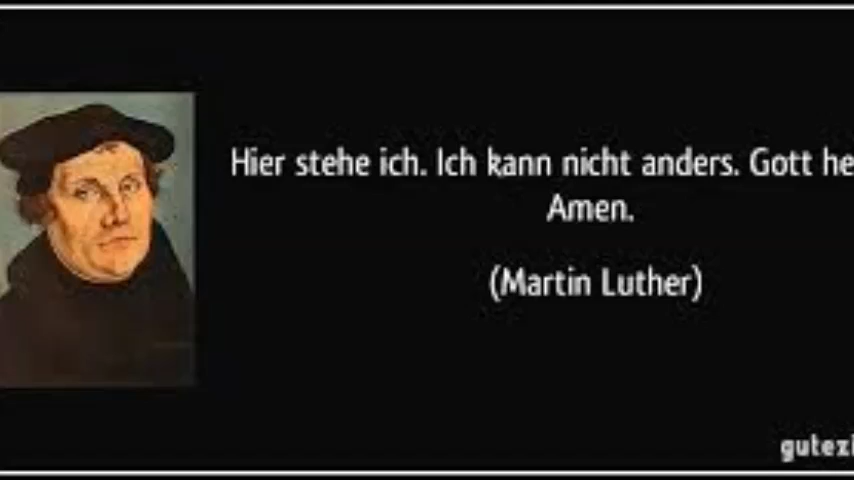 Hier stehe ich. Ich kann nicht anders. Gott he
Amen.
(Martin Luther)
gutezi